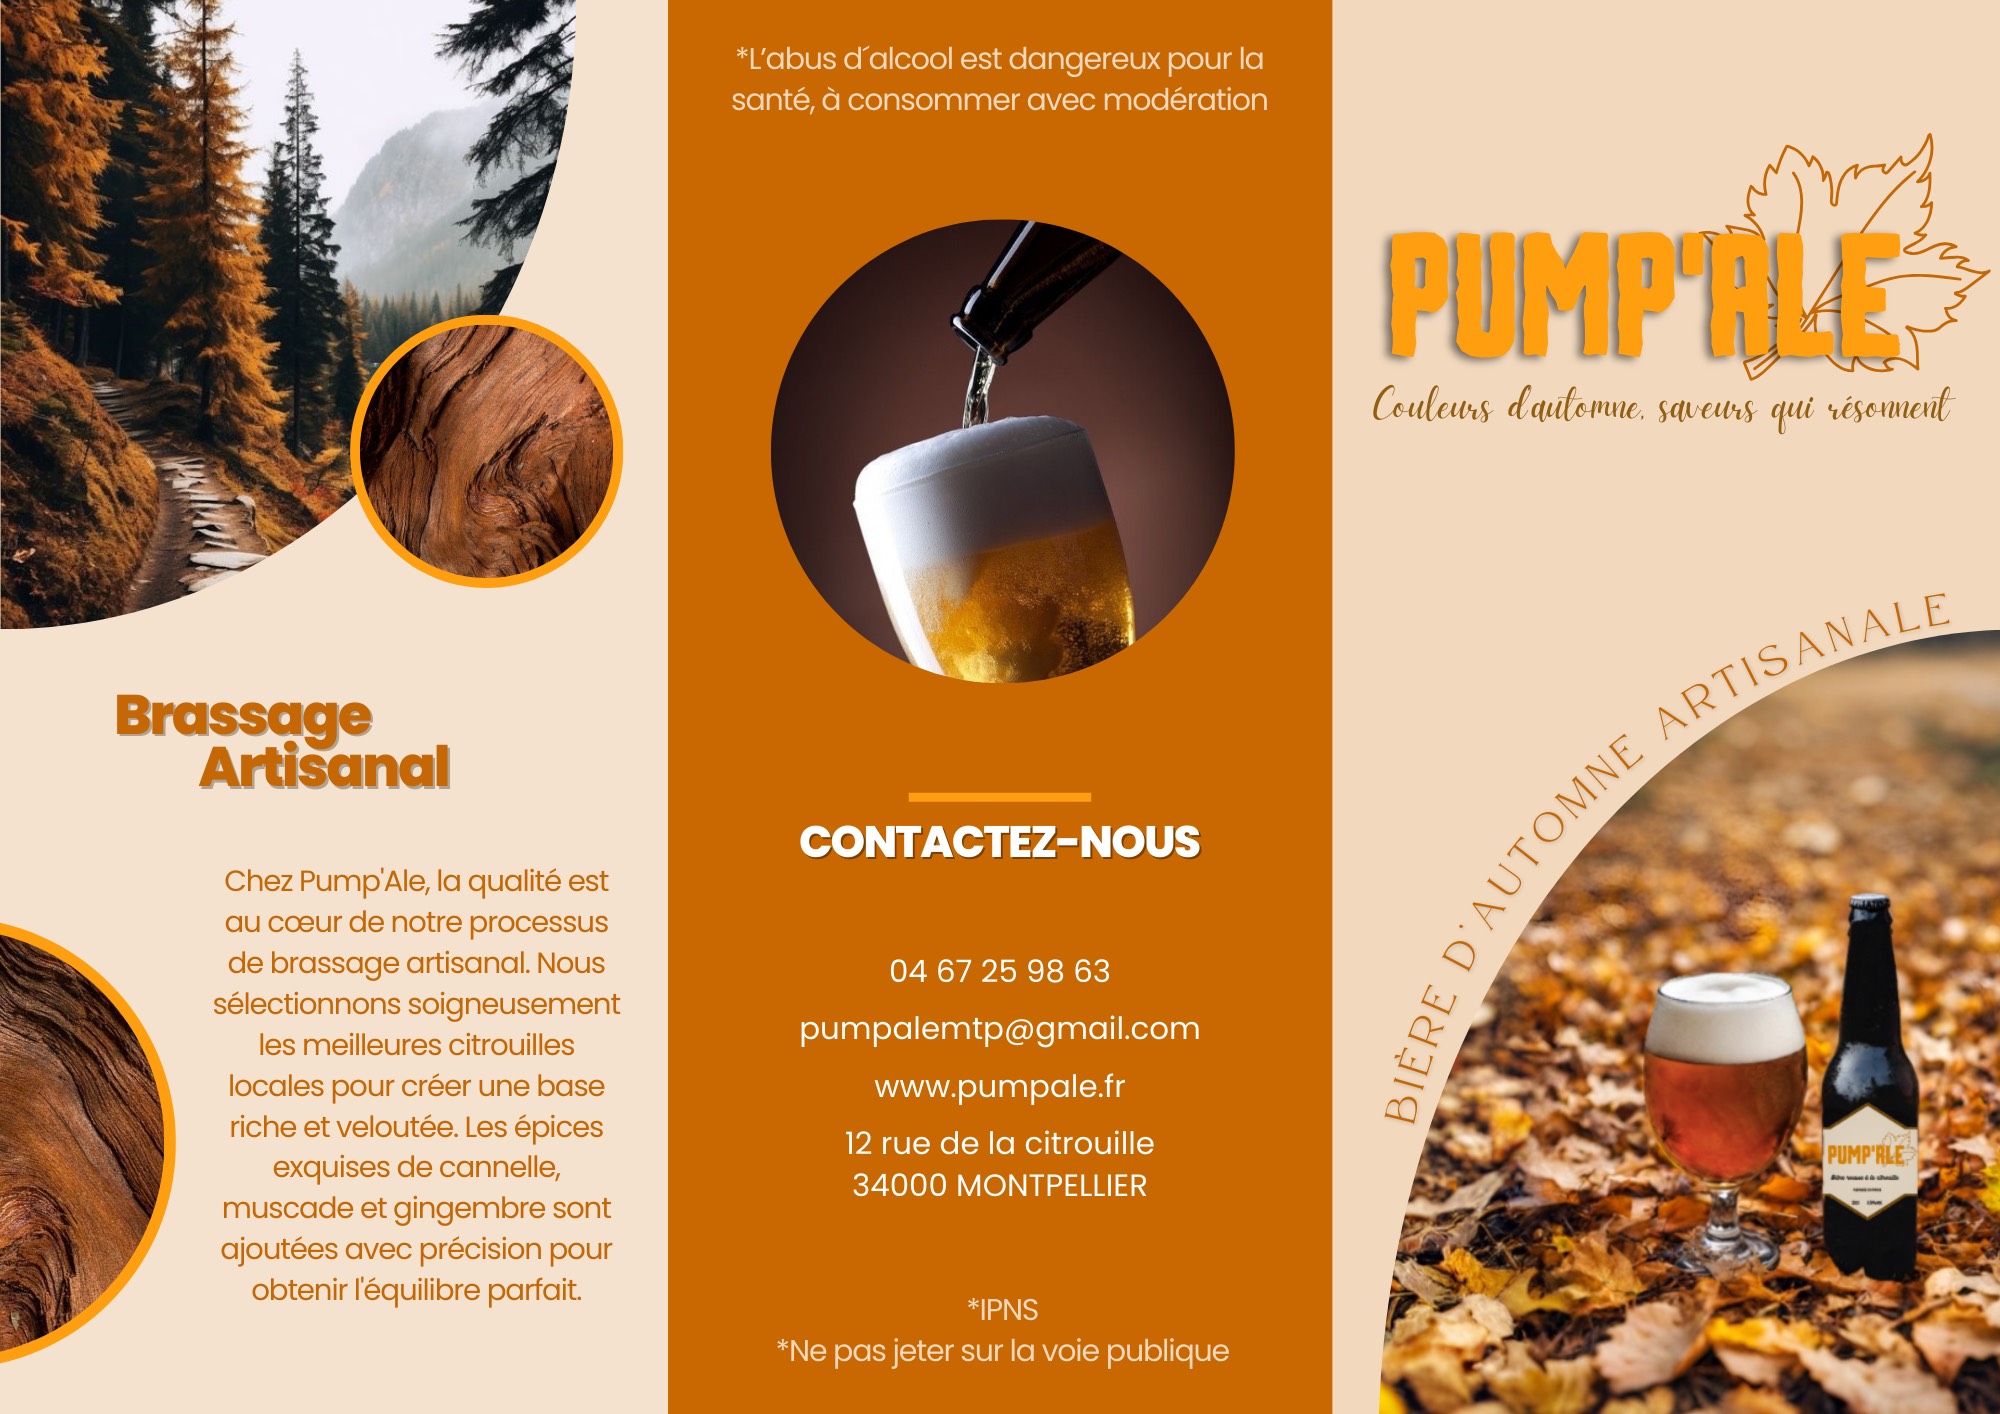 Brassage
Artisanal
Chez Pump'Ale, la qualité est
au cœur de notre processus
de brassage artisanal. Nous
sélectionnons soigneusement
les meilleures citrouilles
locales pour créer une base
riche et veloutée. Les épices
exquises de cannelle,
muscade et gingembre sont
ajoutées avec précision pour
obtenir l'équilibre parfait.
*L’abus d´alcool est dangereux pour la
santé, à consommer avec modération
CONTACTEZ-NOUS
04 67 25 98 63
pumpalemtp@gmail.com
www.pumpale.fr
12 rue de la citrouille
34000 MONTPELLIER
*IPNS
*Ne pas jeter sur la voie publique
PUMP'ALE
Couleurs d'automne, saveurs qui résonnent
BIÈRE D'AUTOMNE ARTISANALE
PUMP'ALE